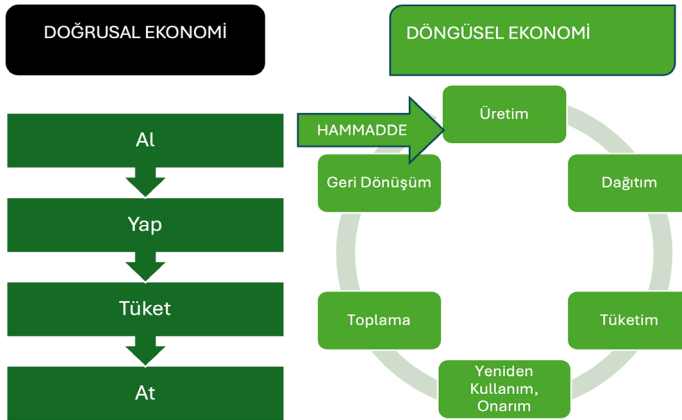 DOĞRUSAL EKONOMİ
Al
Yap
Tüket
At
DÖNGÜSEL EKONOMİ
HAMMADDE
Üretim
Dağıtım
Tüketim
Yeniden
Kullanım,
Onarım
Toplama
Geri Dönüşüm